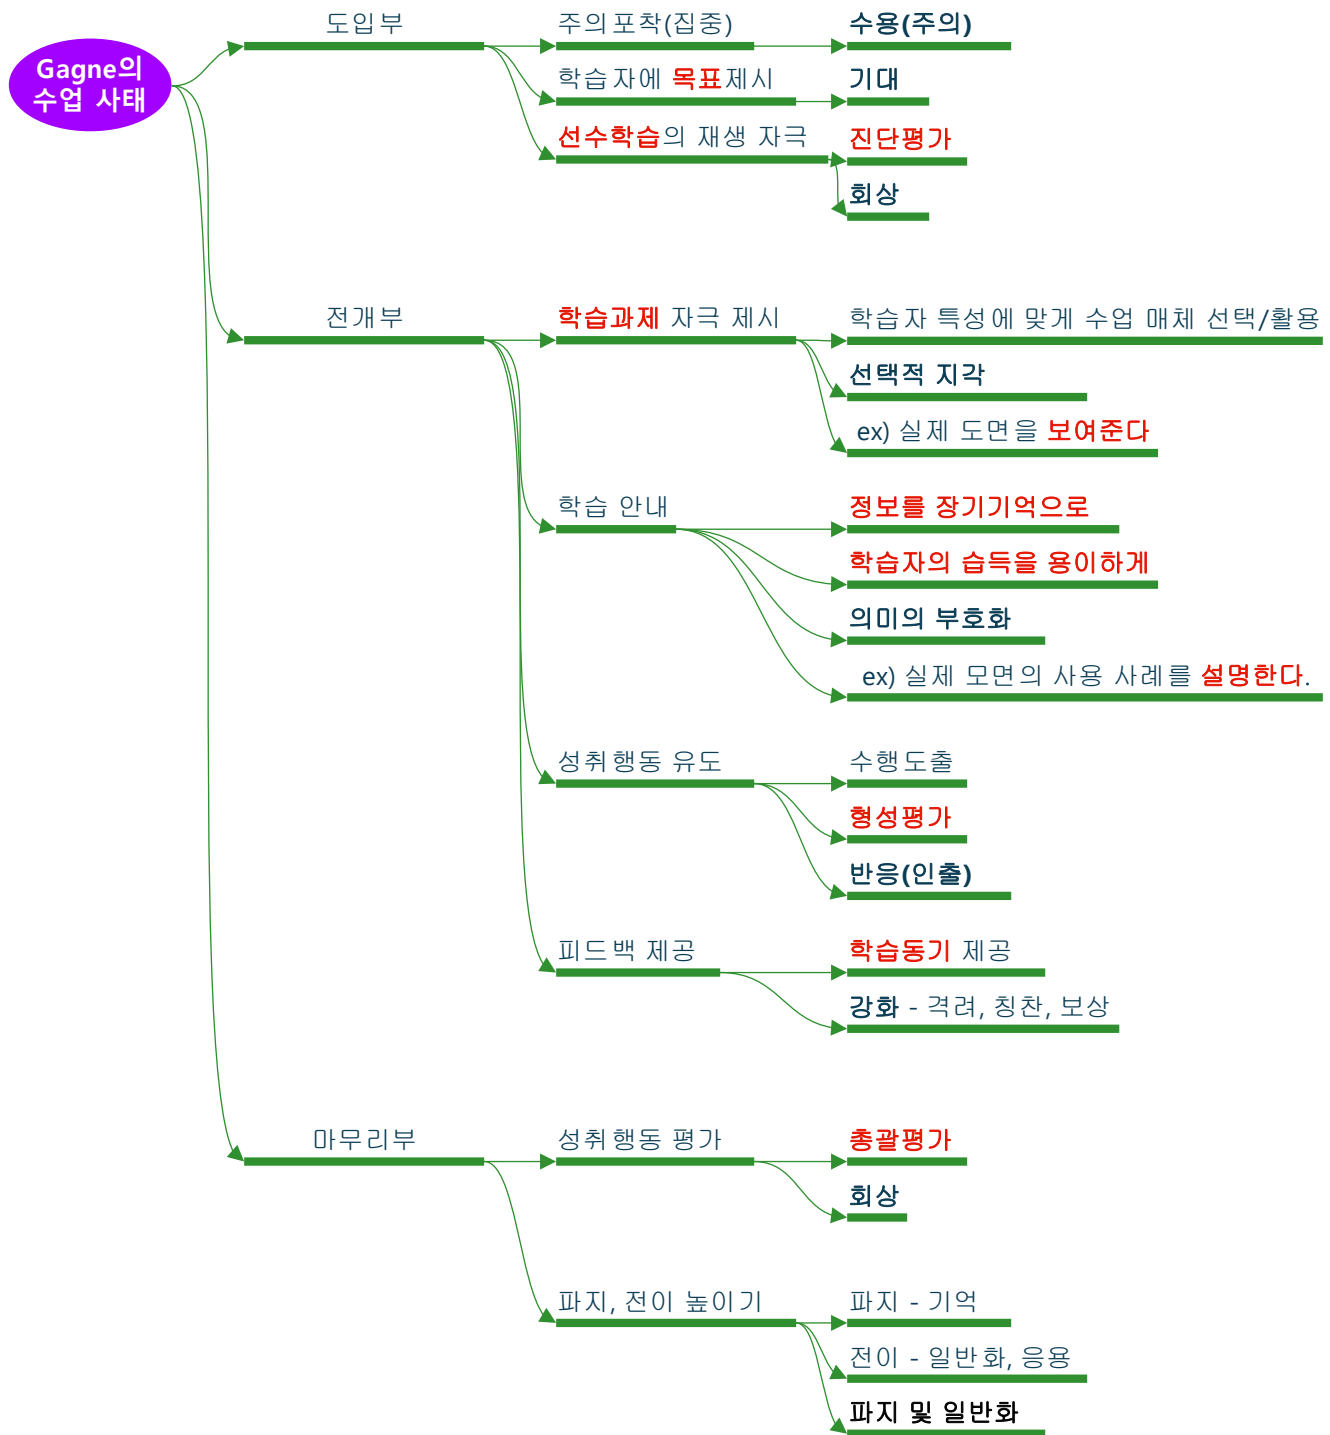 Gagne의
수업 사태
도입부
주의포착(집중)
수용(주의)
학습자에 목표제시
기대
선수학습의 재생 자극
진단평가
회상
전개부
학습과제 자극 제시
학습자 특성에 맞게 수업 매체 선택/활용
선택적 지각
ex) 실제 도면을 보여준다
학습 안내
정보를 장기기억으로
학습자의 습득을 용이하게
의미의 부호화
ex) 실제 모면의 사용 사례를 설명한다.
성취행동 유도
수행도출
형성평가
반응(인출)
피드백 제공
학습동기 제공
강화 - 격려, 칭찬, 보상
마무리부
성취행동 평가
총괄평가
회상
파지, 전이 높이기
파지 - 기억
전이 - 일반화, 응용
파지 및 일반화